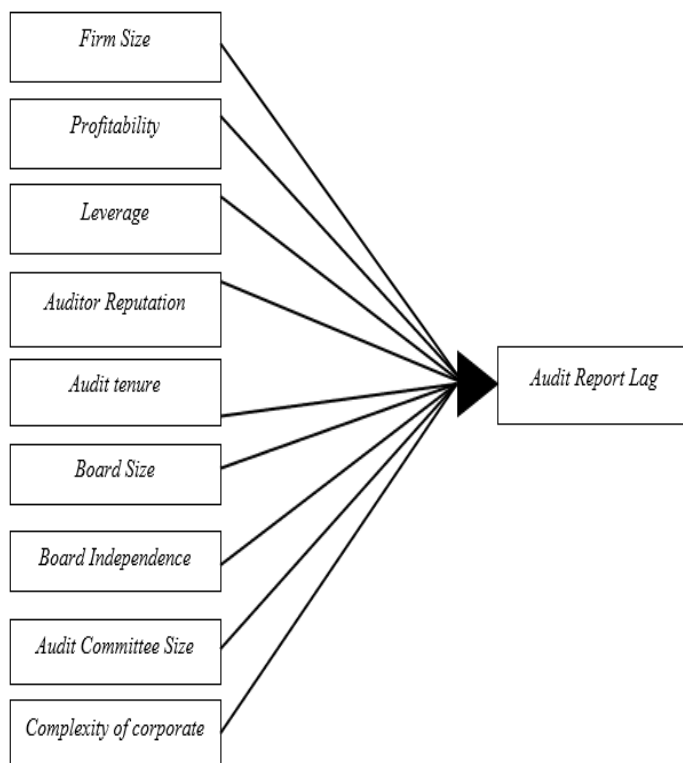 Firm Size
Profitability
Leverage
Auditor Reputation
Audit tenure
Board Size
Board Independence
Audit Committee Size
Complexity of corporate
Audit Report Lag